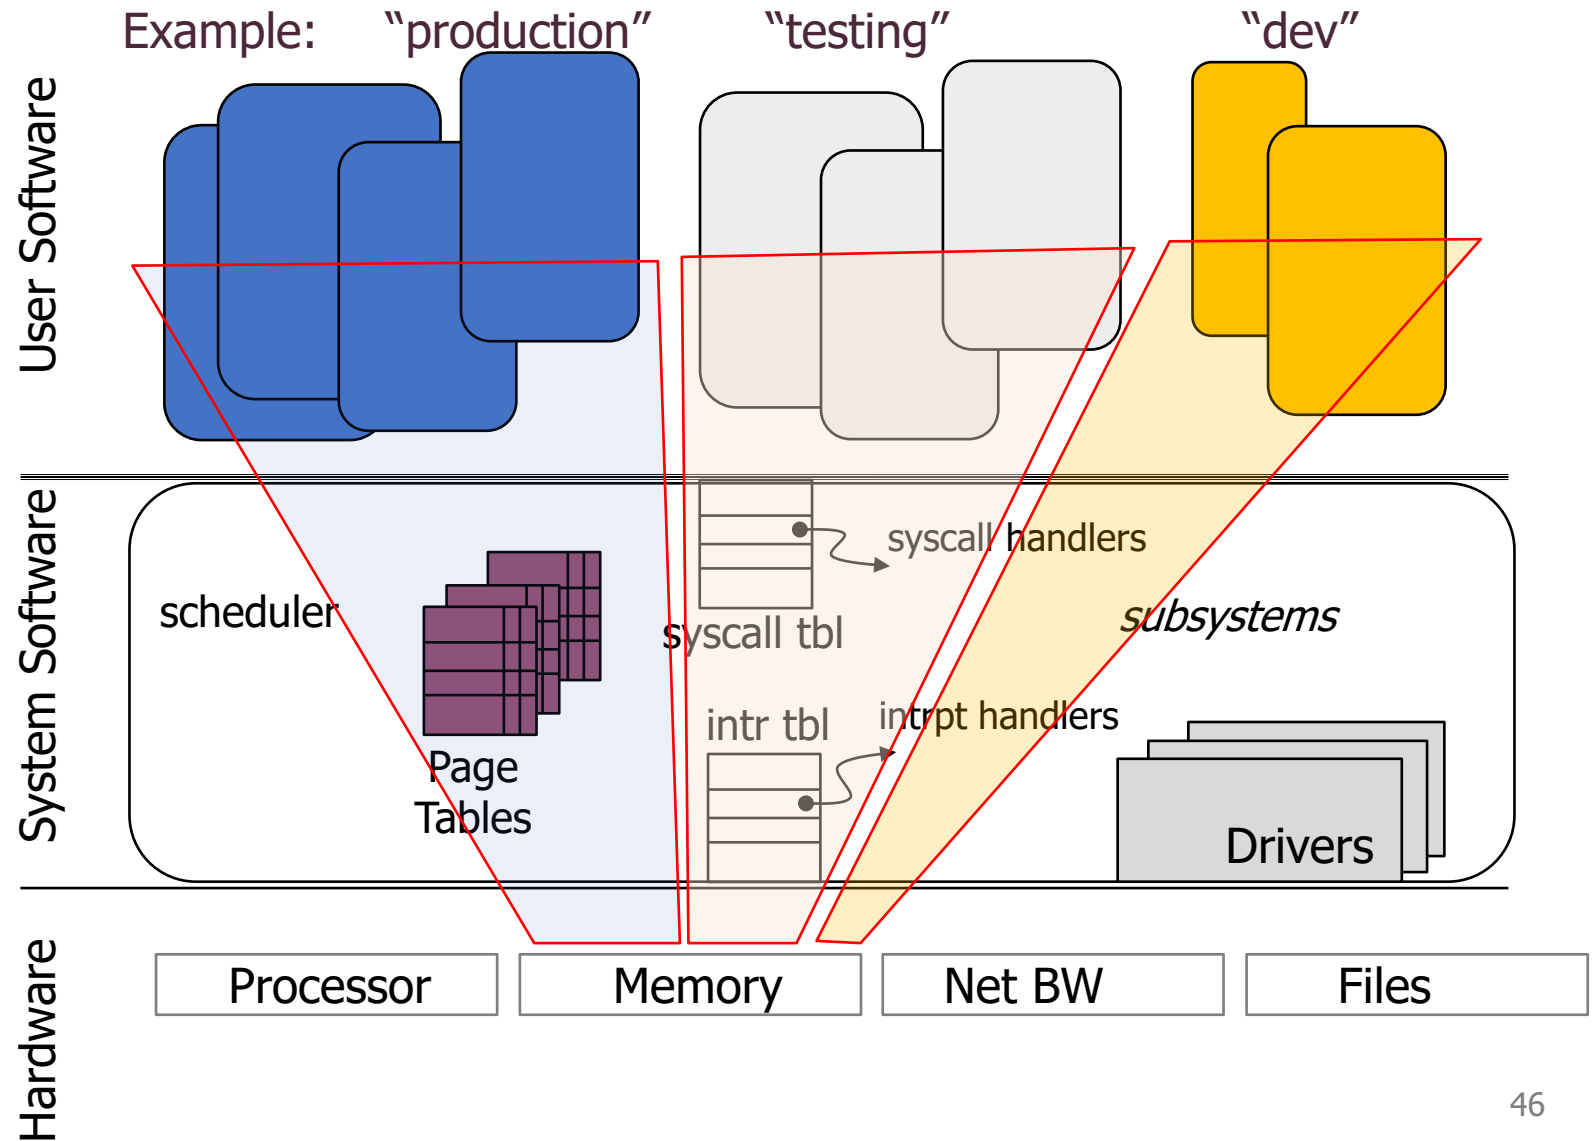 Example:
“production”
“testing”
“dev”
User Software
System Software
Hardware
syscall handlers
scheduler
subsystems
syscall tbl
intr tbl
intrpt handlers
Page
Tables
Drivers
Processor
Memory
Net BW
Files
46